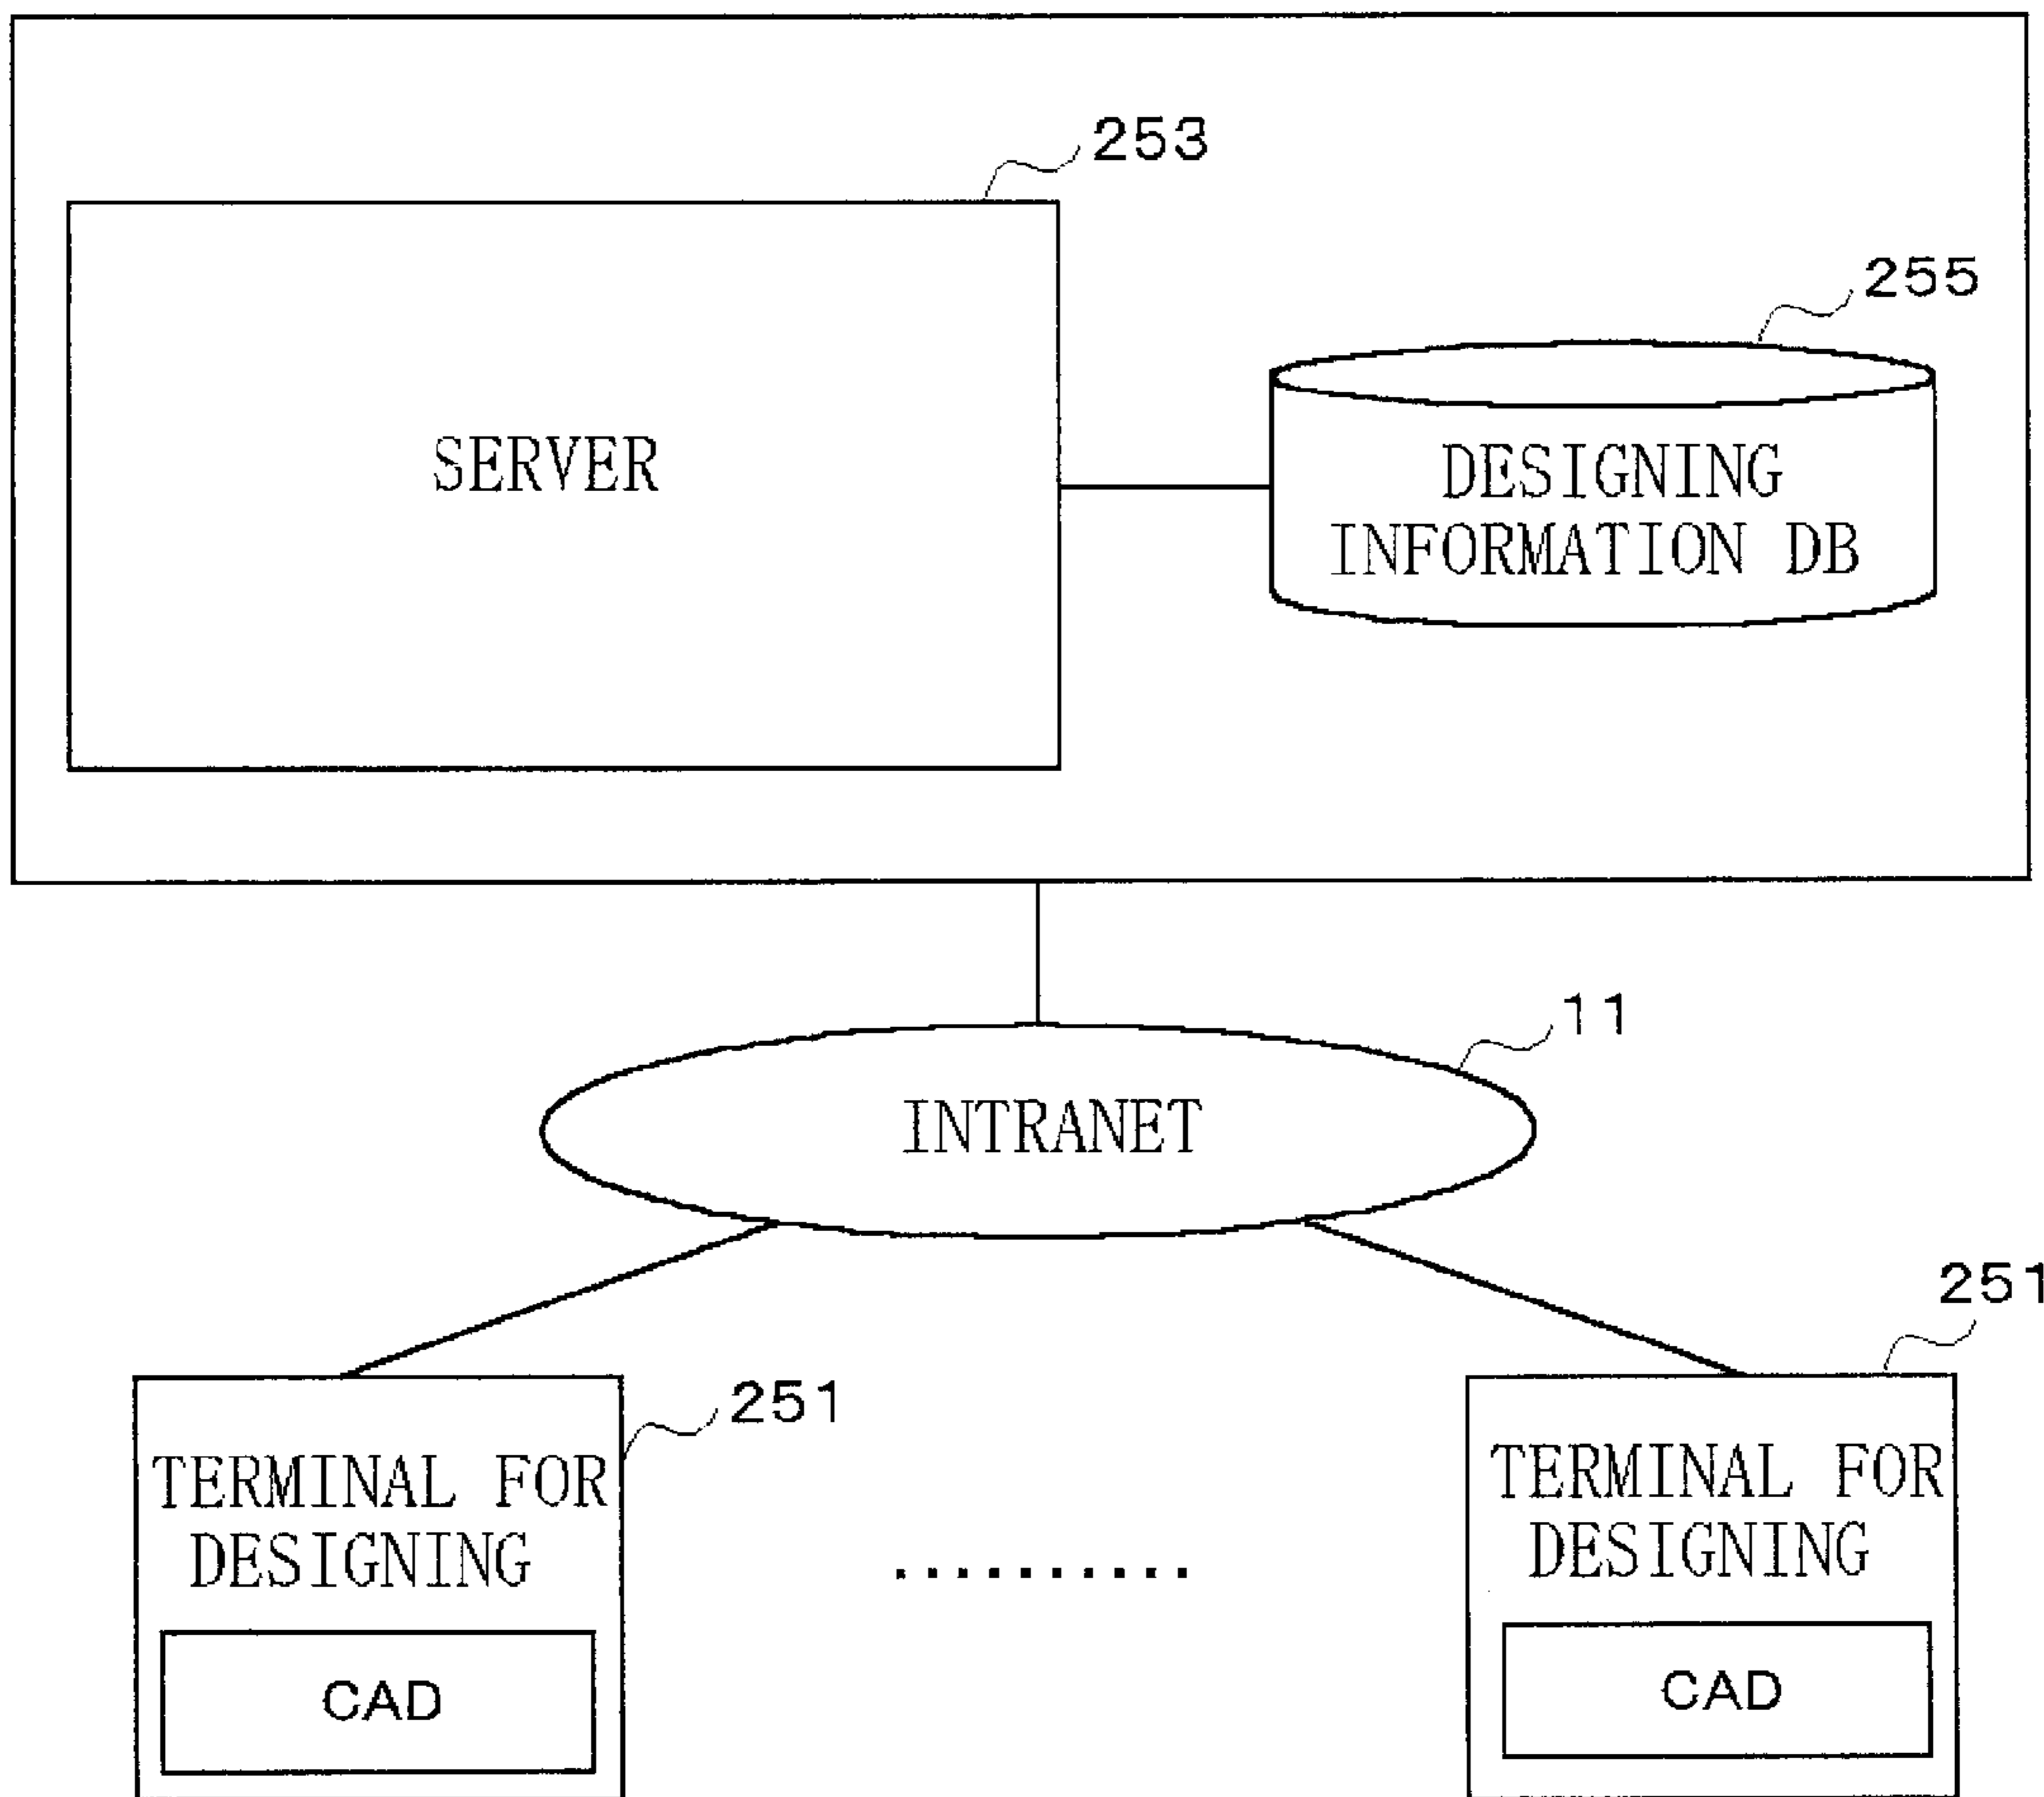 253
255
SERVER
DESIGNING
INFORMATION DB
11
INTRANET
251
251
TERMINAL FOR
DESIGNING
CAD
TERMINAL FOR
DESIGNING
CAD